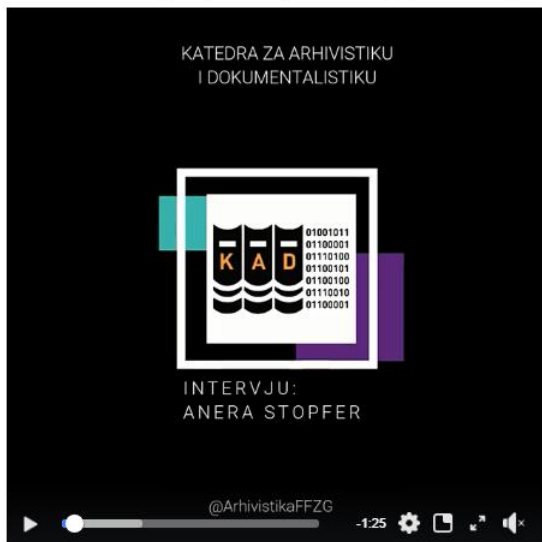 KATEDRA ZA ARHIVISTIKU
I DOKUMENTALISTIKU
K A D
01001011
01100001
01110100
01100101
01100100
01110010
01100001
INTERVJU:
ANERA STOPFER
@ArhivistikaFFZG
-1:25